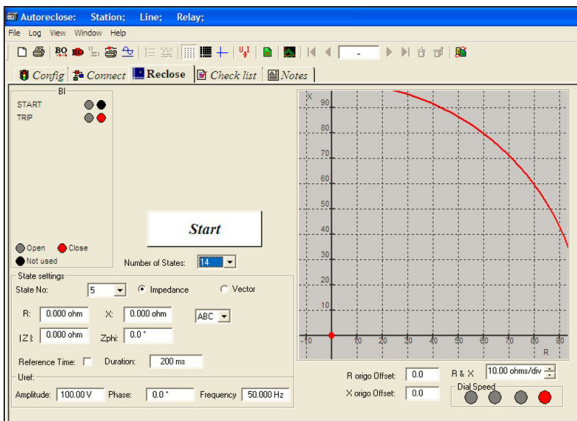 Autoreclose: Station; Line; Relay;
File Log View Window Help
BQ
-
Config Connect Reclose Check list Notes
BI
START
TRIP
Open Close
Not used
Start
Number of States: 14
State settings
State No: 5 Impedance Vector
R: 0.000 ohm X: 0.000 ohm ABC
|Z|: 0.000 ohm Zphi: 0.0 °
Reference Time: Duration: 200 ms
Uref:
Amplitude: 100.00 V Phase: 0.0 ° Frequency 50.000 Hz
X
90
80
70
60
50
40
30
20
10
-10 10 20 30 40 50 60 70 80 90
R
R origo Offset: 0.0 R & X 10.00 ohms/div
X origo Offset: 0.0 Dial Speed